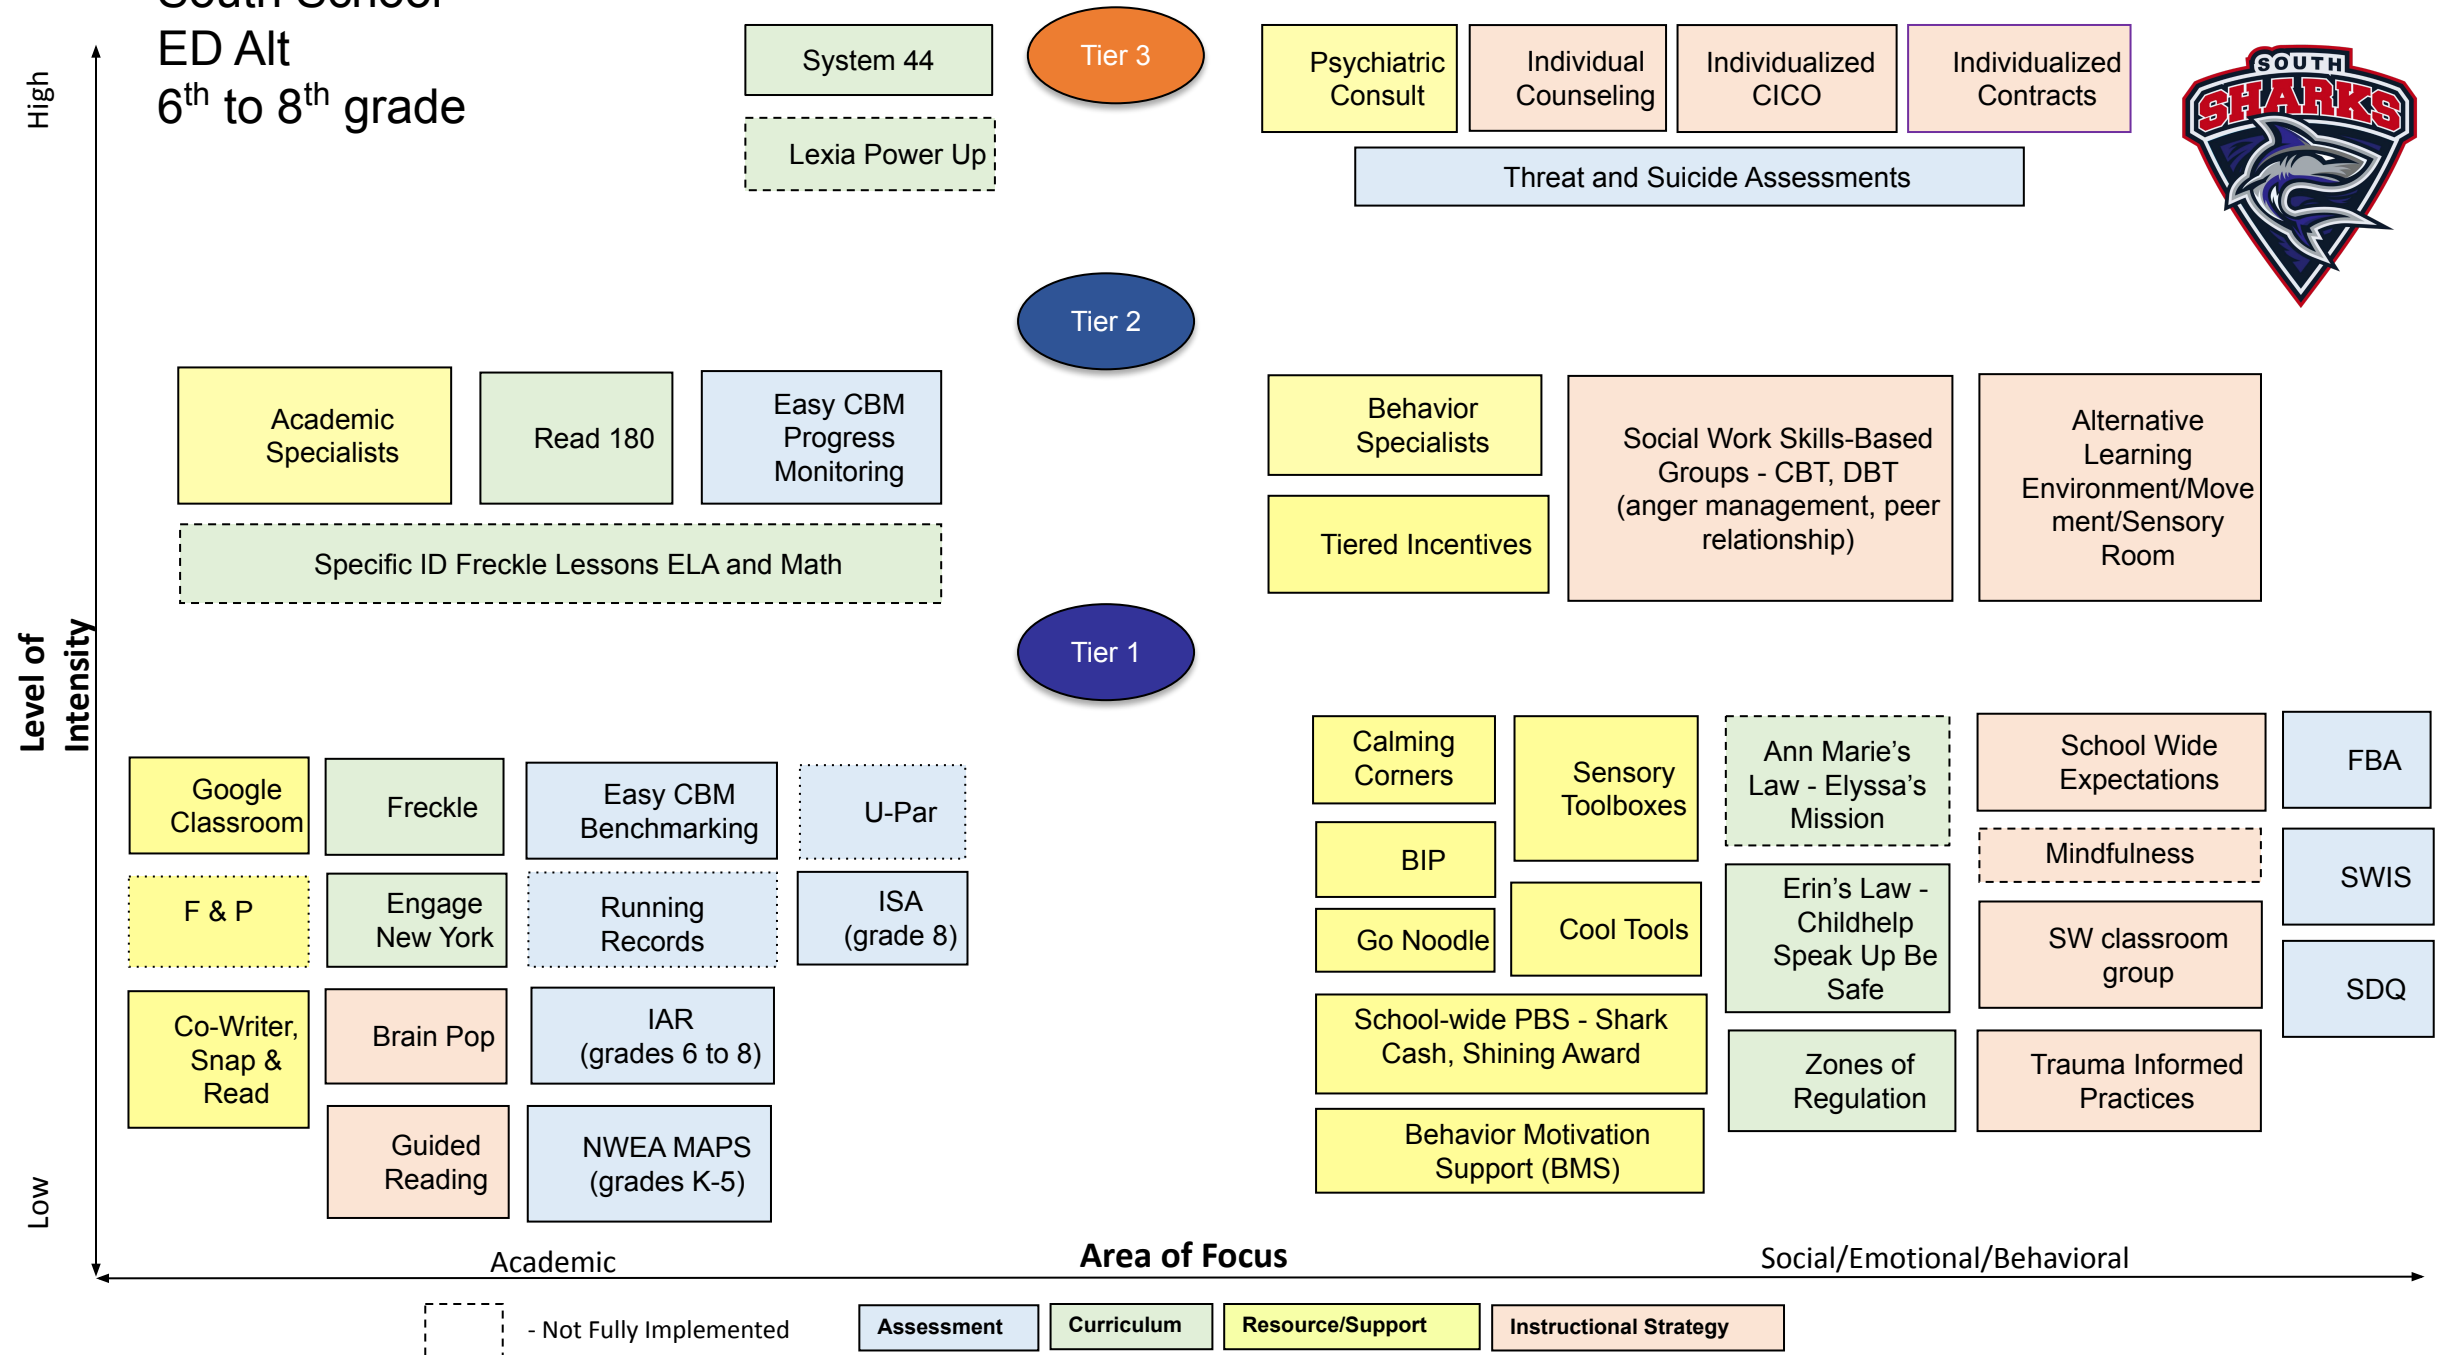 South School
ED Alt
6th to 8th grade
High
System 44
Lexia Power Up
Tier 3
Psychiatric
Consult
Individual
Counseling
Individualized
CICO
Individualized
Contracts
Threat and Suicide Assessments
SOUTH
SHARKS
Tier 2
Academic
Specialists
Read 180
Easy CBM
Progress
Monitoring
Specific ID Freckle Lessons ELA and Math
Behavior
Specialists
Tiered Incentives
Social Work Skills-Based
Groups - CBT, DBT
(anger management, peer
relationship)
Alternative
Learning
Environment/Move
ment/Sensory
Room
Level of
Intensity
Tier 1
Google
Classroom
Freckle
Easy CBM
Benchmarking
U-Par
F & P
Engage
New York
Running
Records
ISA
(grade 8)
Co-Writer,
Snap &
Read
Brain Pop
IAR
(grades 6 to 8)
Guided
Reading
NWEA MAPS
(grades K-5)
Calming
Corners
Sensory
Toolboxes
BIP
Go Noodle
Cool Tools
School-wide PBS - Shark
Cash, Shining Award
Behavior Motivation
Support (BMS)
Ann Marie’s
Law - Elyssa’s
Mission
Erin’s Law -
Childhelp
Speak Up Be
Safe
Zones of
Regulation
School Wide
Expectations
Mindfulness
SW classroom
group
Trauma Informed
Practices
FBA
SWIS
SDQ
Low
Academic
Area of Focus
Social/Emotional/Behavioral
- Not Fully Implemented
Assessment
Curriculum
Resource/Support
Instructional Strategy